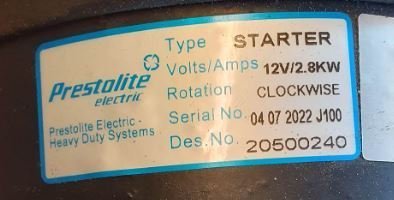 Prestolite
electric
Prestolite Electric -
Heavy Duty Systems
Type STARTER
Volts/Amps 12V/2.8KW
Rotation CLOCKWISE
Serial No. 04 07 2022 J100
Des.No. 20500240